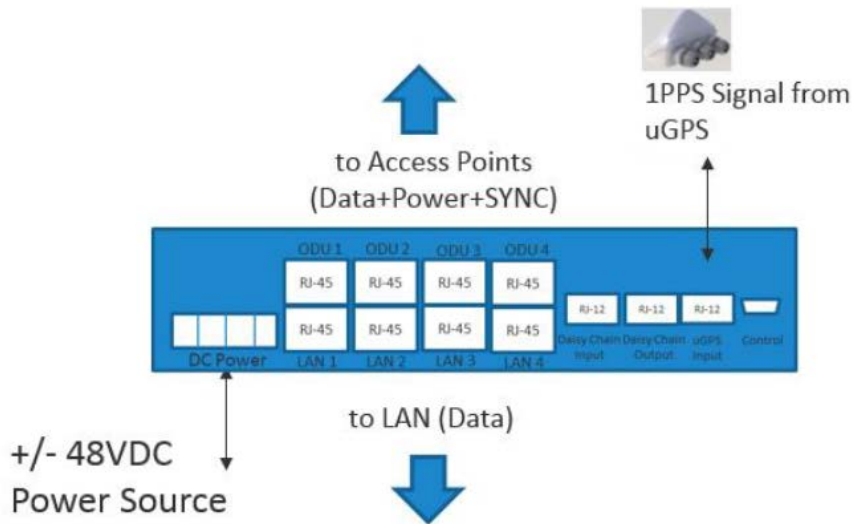 1PPS Signal from
uGPS
to Access Points
(Data+Power+SYNC)
ODU 1 ODU 2 ODU 3 ODU 4
RJ-45 RJ-45 RJ-45 RJ-45
RJ-12 RJ-12 RJ-12
RJ-45 RJ-45 RJ-45 RJ-45
Daisy Chain Daisy Chain uGPS Control
Input Output Input
DC Power LAN 1 LAN 2 LAN 3 LAN 4
to LAN (Data)
+/- 48VDC
Power Source